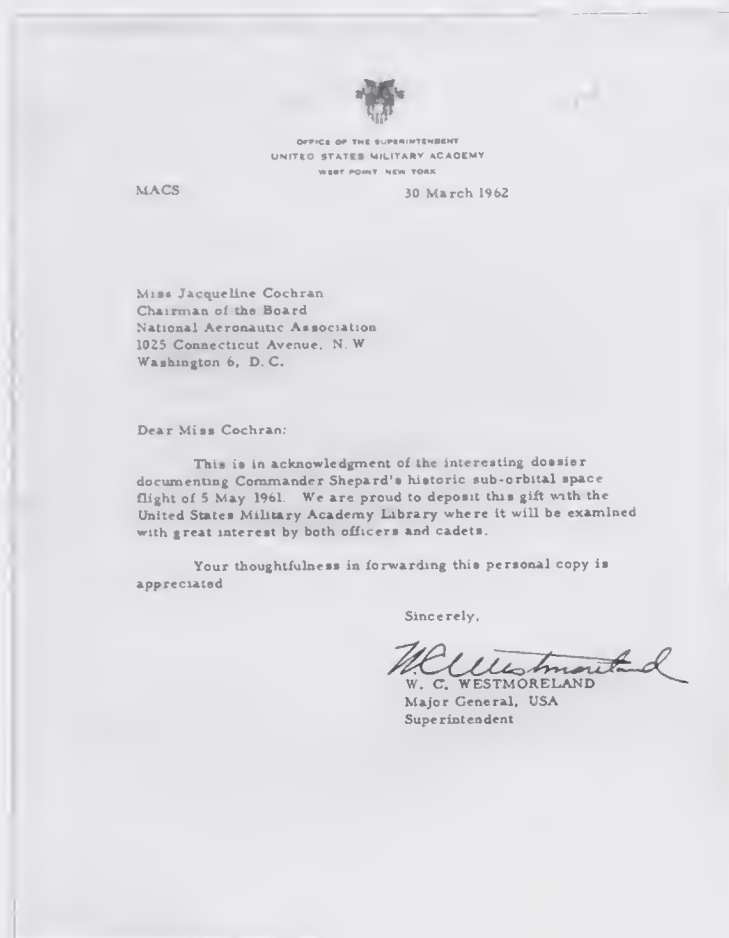 OFFICE OF THE SUPERINTENDENT
UNITED STATES MILITARY ACADEMY
WEST POINT NEW YORK
MACS 30 March 1962
Miss Jacqueline Cochran
Chairman of the Board
National Aeronautic Association
1025 Connecticut Avenue, N. W
Washington 6, D. C.
Dear Miss Cochran:
This is in acknowledgment of the interesting dossier
documenting Commander Shepard's historic sub-orbital space
flight of 5 May 1961. We are proud to deposit this gift with the
United States Military Academy Library where it will be examined
with great interest by both officers and cadets.
Your thoughtfulness in forwarding this personal copy is
appreciated
Sincerely,
W C Westmoreland
W. C. WESTMORELAND
Major General, USA
Superintendent